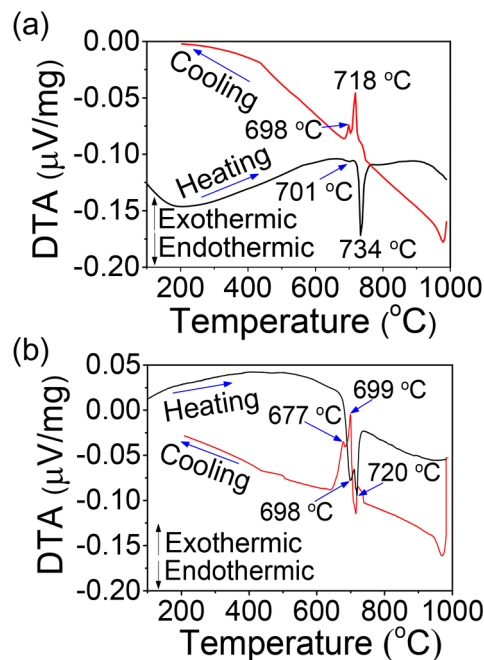 (a)
0.00
-0.05
-0.10
-0.15
-0.20
DTA (μV/mg)
Cooling
718 °C
698 °C
Heating
701 °C
Exothermic
Endothermic
734 °C
200 400 600 800 1000
Temperature (°C)
(b)
0.05
0.00
-0.05
-0.10
-0.15
-0.20
DTA (μV/mg)
Heating
699 °C
677 °C
Cooling
698 °C
720 °C
Exothermic
Endothermic
200 400 600 800 1000
Temperature (°C)